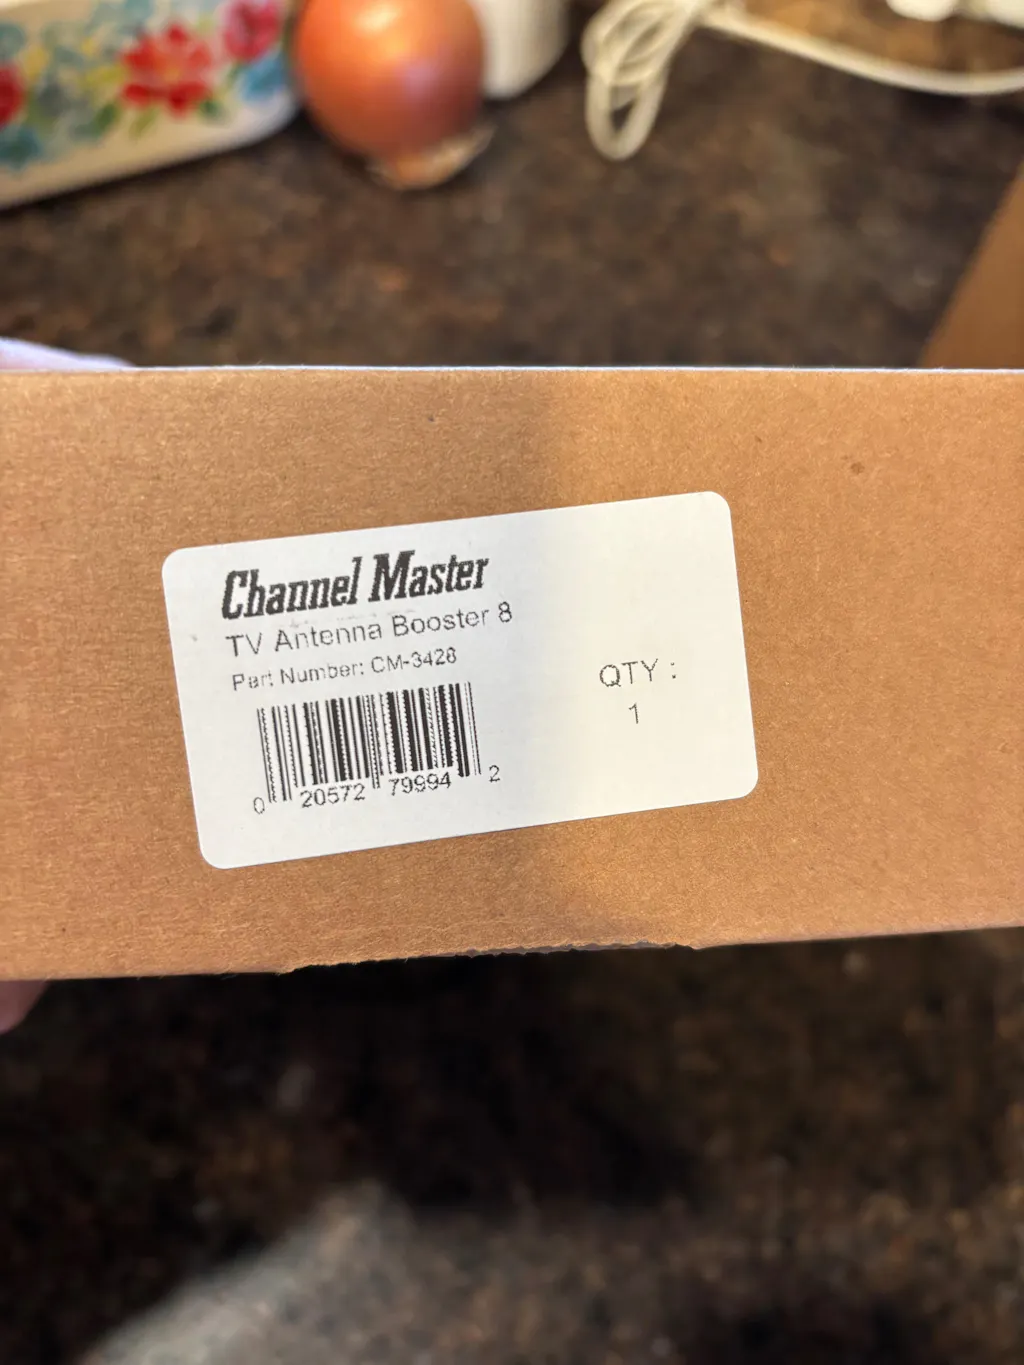 Channel Master
TV Antenna Booster 8
Part Number: CM-3428
QTY :
1
0 20572 79994 2